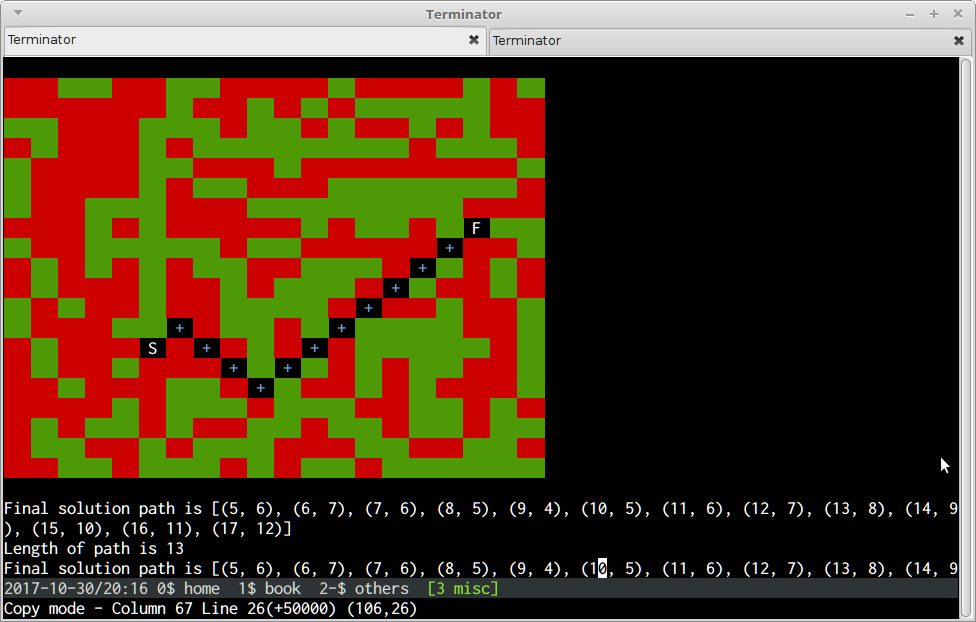 Terminator
Terminator
Terminator
F
+
+
+
+
+ +
S + +
+ +
+
Final solution path is [(5, 6), (6, 7), (7, 6), (8, 5), (9, 4), (10, 5), (11, 6), (12, 7), (13, 8), (14, 9
), (15, 10), (16, 11), (17, 12)]
Length of path is 13
Final solution path is [(5, 6), (6, 7), (7, 6), (8, 5), (9, 4), (10, 5), (11, 6), (12, 7), (13, 8), (14, 9
2017-10-30/20:16 0$ home 1$ book 2-$ others [3 misc]
Copy mode - Column 67 Line 26(+50000) (106,26)